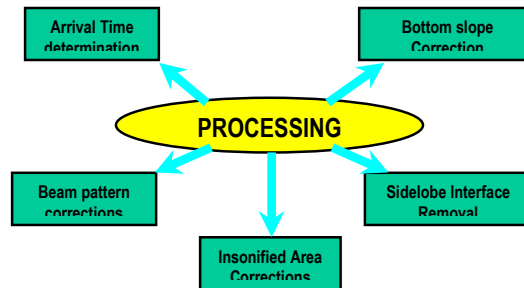 Arrival Time
determination
Bottom slope
Correction
PROCESSING
Beam pattern
corrections
Sidelobe Interface
Removal
Insonified Area
Corrections